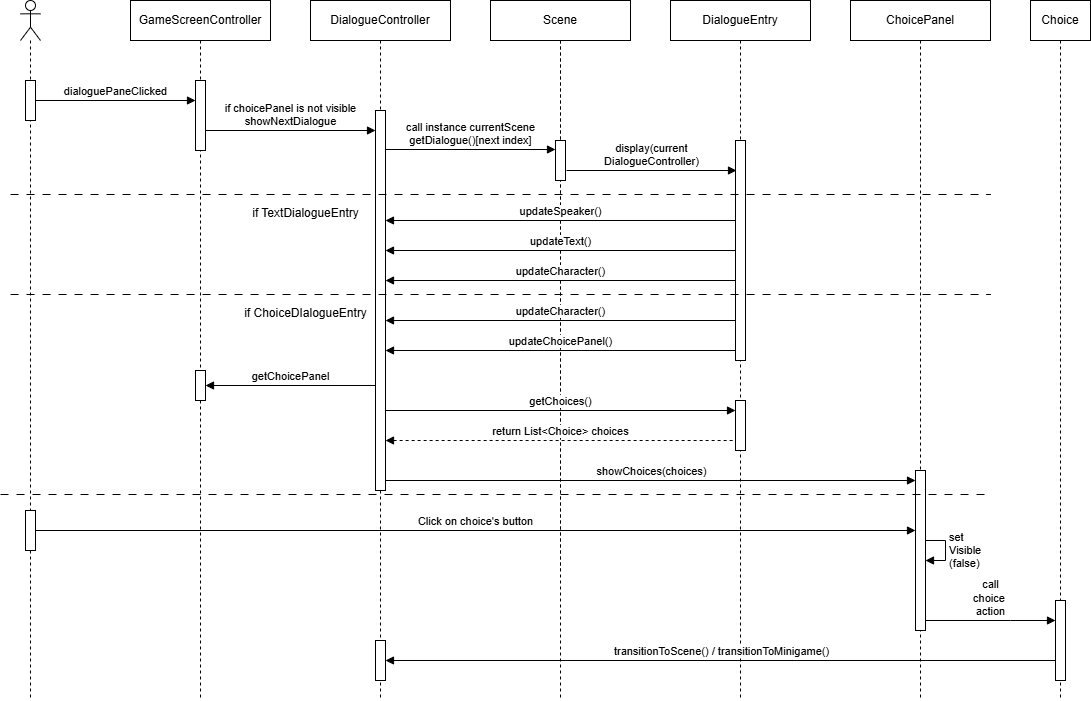 GameScreenController
DialogueController
Scene
DialogueEntry
ChoicePanel
Choice
dialoguePaneClicked
if choicePanel is not visible
showNextDialogue
call instance currentScene
getDialogue()[next index]
display(current
DialogueController)
if TextDialogueEntry
updateSpeaker()
updateText()
updateCharacter()
if ChoiceDIalogueEntry
updateCharacter()
updateChoicePanel()
getChoicePanel
getChoices()
return List<Choice> choices
showChoices(choices)
Click on choice's button
set
Visible
(false)
call
choice
action
transitionToScene() / transitionToMinigame()